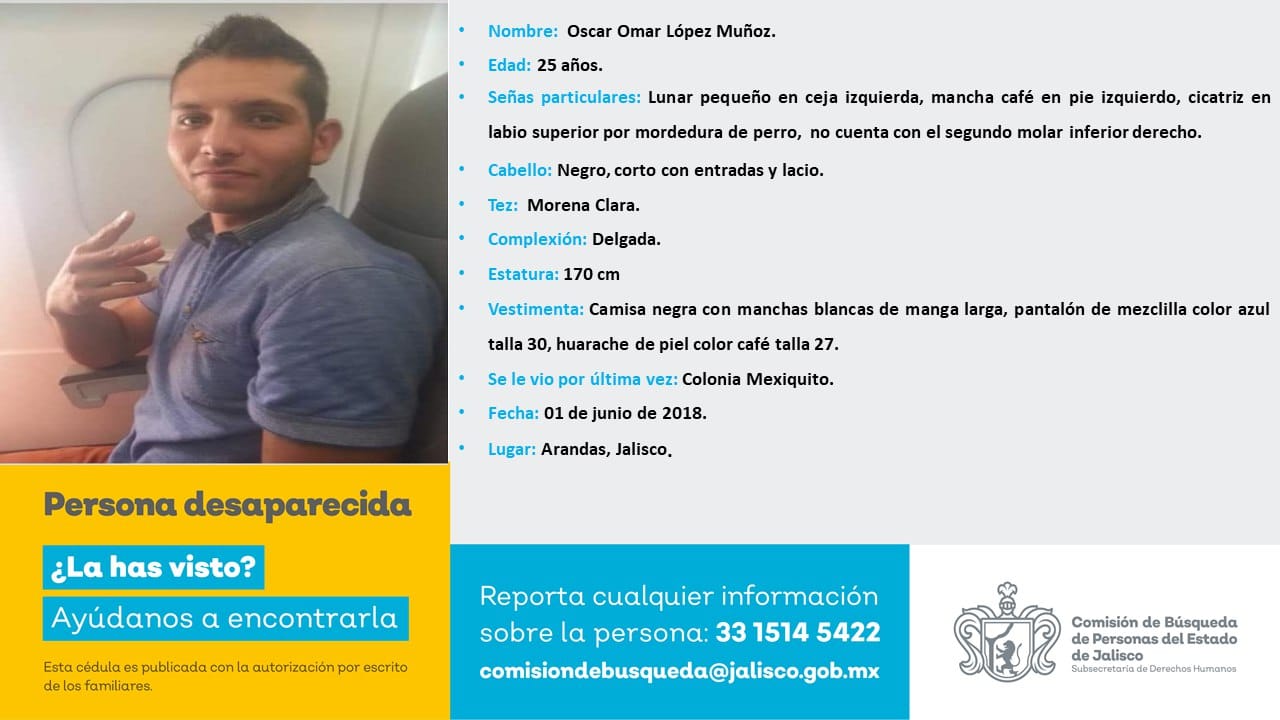 Nombre: Oscar Omar López Muñoz.
Edad: 25 años.
Señas particulares: Lunar pequeño en ceja izquierda, mancha café en pie izquierdo, cicatriz en
labio superior por mordedura de perro, no cuenta con el segundo molar inferior derecho.
Cabello: Negro, corto con entradas y lacio.
Tez: Morena Clara.
Complexión: Delgada.
Estatura: 170 cm
Vestimenta: Camisa negra con manchas blancas de manga larga, pantalón de mezclilla color azul
talla 30, huarache de piel color café talla 27.
Se le vio por última vez: Colonia Mexiquito.
Fecha: 01 de junio de 2018.
Lugar: Arandas, Jalisco.
Persona desaparecida
¿La has visto?
Ayúdanos a encontrarla
Esta cédula es publicada con la autorización por escrito
de los familiares.
Reporta cualquier información
sobre la persona: 33 1514 5422
comisiondebusqueda@jalisco.gob.mx
Comisión de Búsqueda
de Personas del Estado
de Jalisco
Subsecretaría de Derechos Humanos